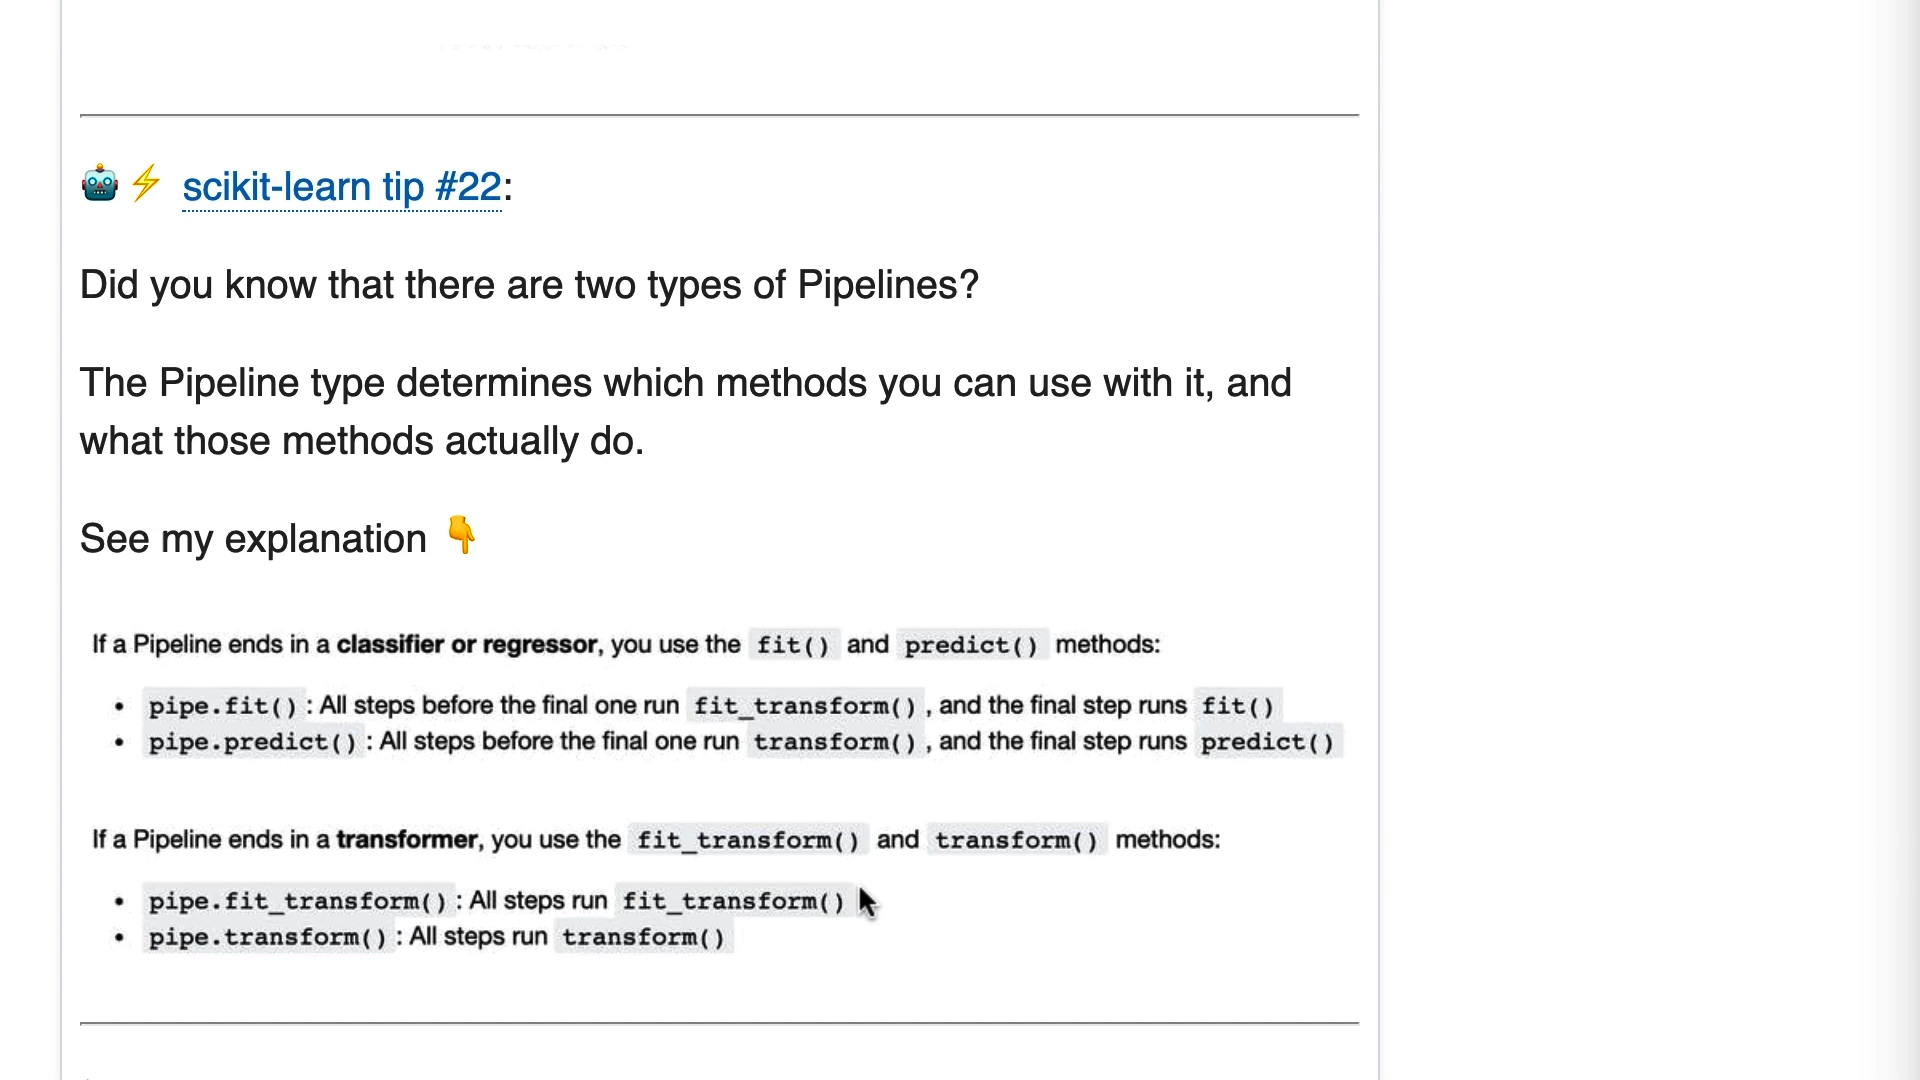 🤖⚡ scikit-learn tip #22:
Did you know that there are two types of Pipelines?
The Pipeline type determines which methods you can use with it, and
what those methods actually do.
See my explanation 👇
If a Pipeline ends in a classifier or regressor, you use the fit() and predict() methods:
• pipe.fit() : All steps before the final one run fit_transform() , and the final step runs fit()
• pipe.predict() : All steps before the final one run transform() , and the final step runs predict()
If a Pipeline ends in a transformer, you use the fit_transform() and transform() methods:
• pipe.fit_transform() : All steps run fit_transform()
• pipe.transform() : All steps run transform()